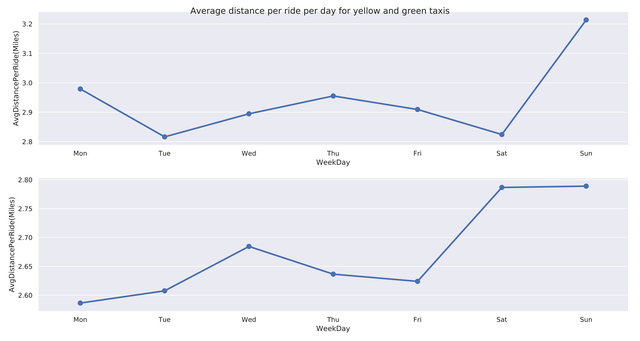 Average distance per ride per day for yellow and green taxis
AvgDistancePerRide(Miles)
3.2
3.1
3.0
2.9
2.8
Mon Tue Wed Thu Fri Sat Sun
WeekDay
AvgDistancePerRide(Miles)
2.80
2.75
2.70
2.65
2.60
Mon Tue Wed Thu Fri Sat Sun
WeekDay